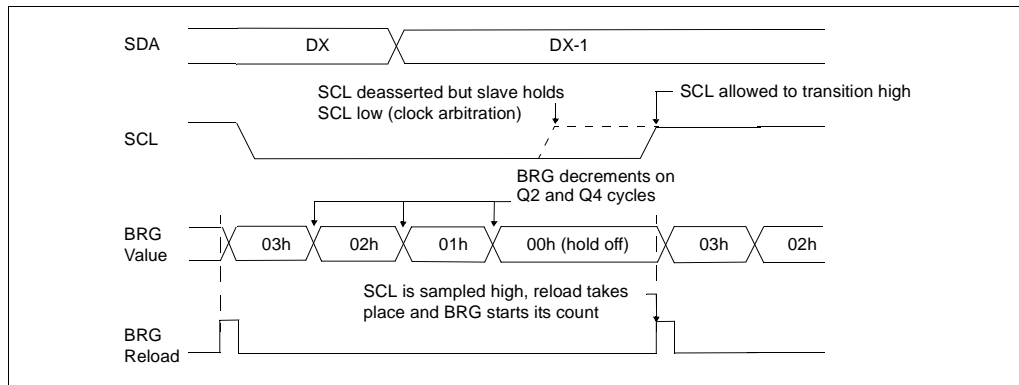 SDA
DX
DX-1
SCL deasserted but slave holds
SCL low (clock arbitration)
SCL allowed to transition high
SCL
BRG decrements on
Q2 and Q4 cycles
BRG
Value
03h
02h
01h
00h (hold off)
03h
02h
SCL is sampled high, reload takes
place and BRG starts its count
BRG
Reload